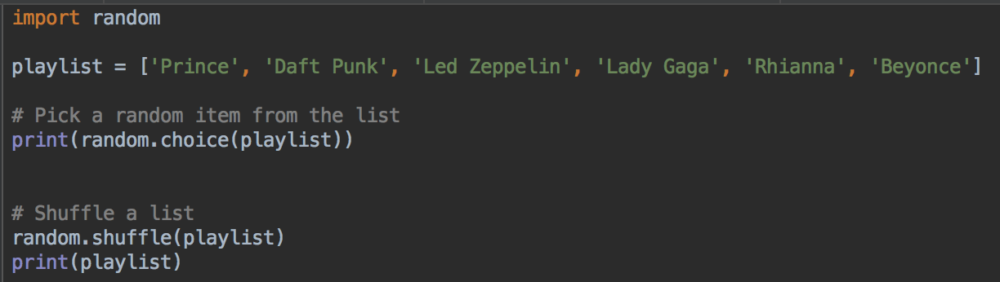 import random
playlist = ['Prince', 'Daft Punk', 'Led Zeppelin', 'Lady Gaga', 'Rhianna', 'Beyonce']
# Pick a random item from the list
print(random.choice(playlist))
# Shuffle a list
random.shuffle(playlist)
print(playlist)